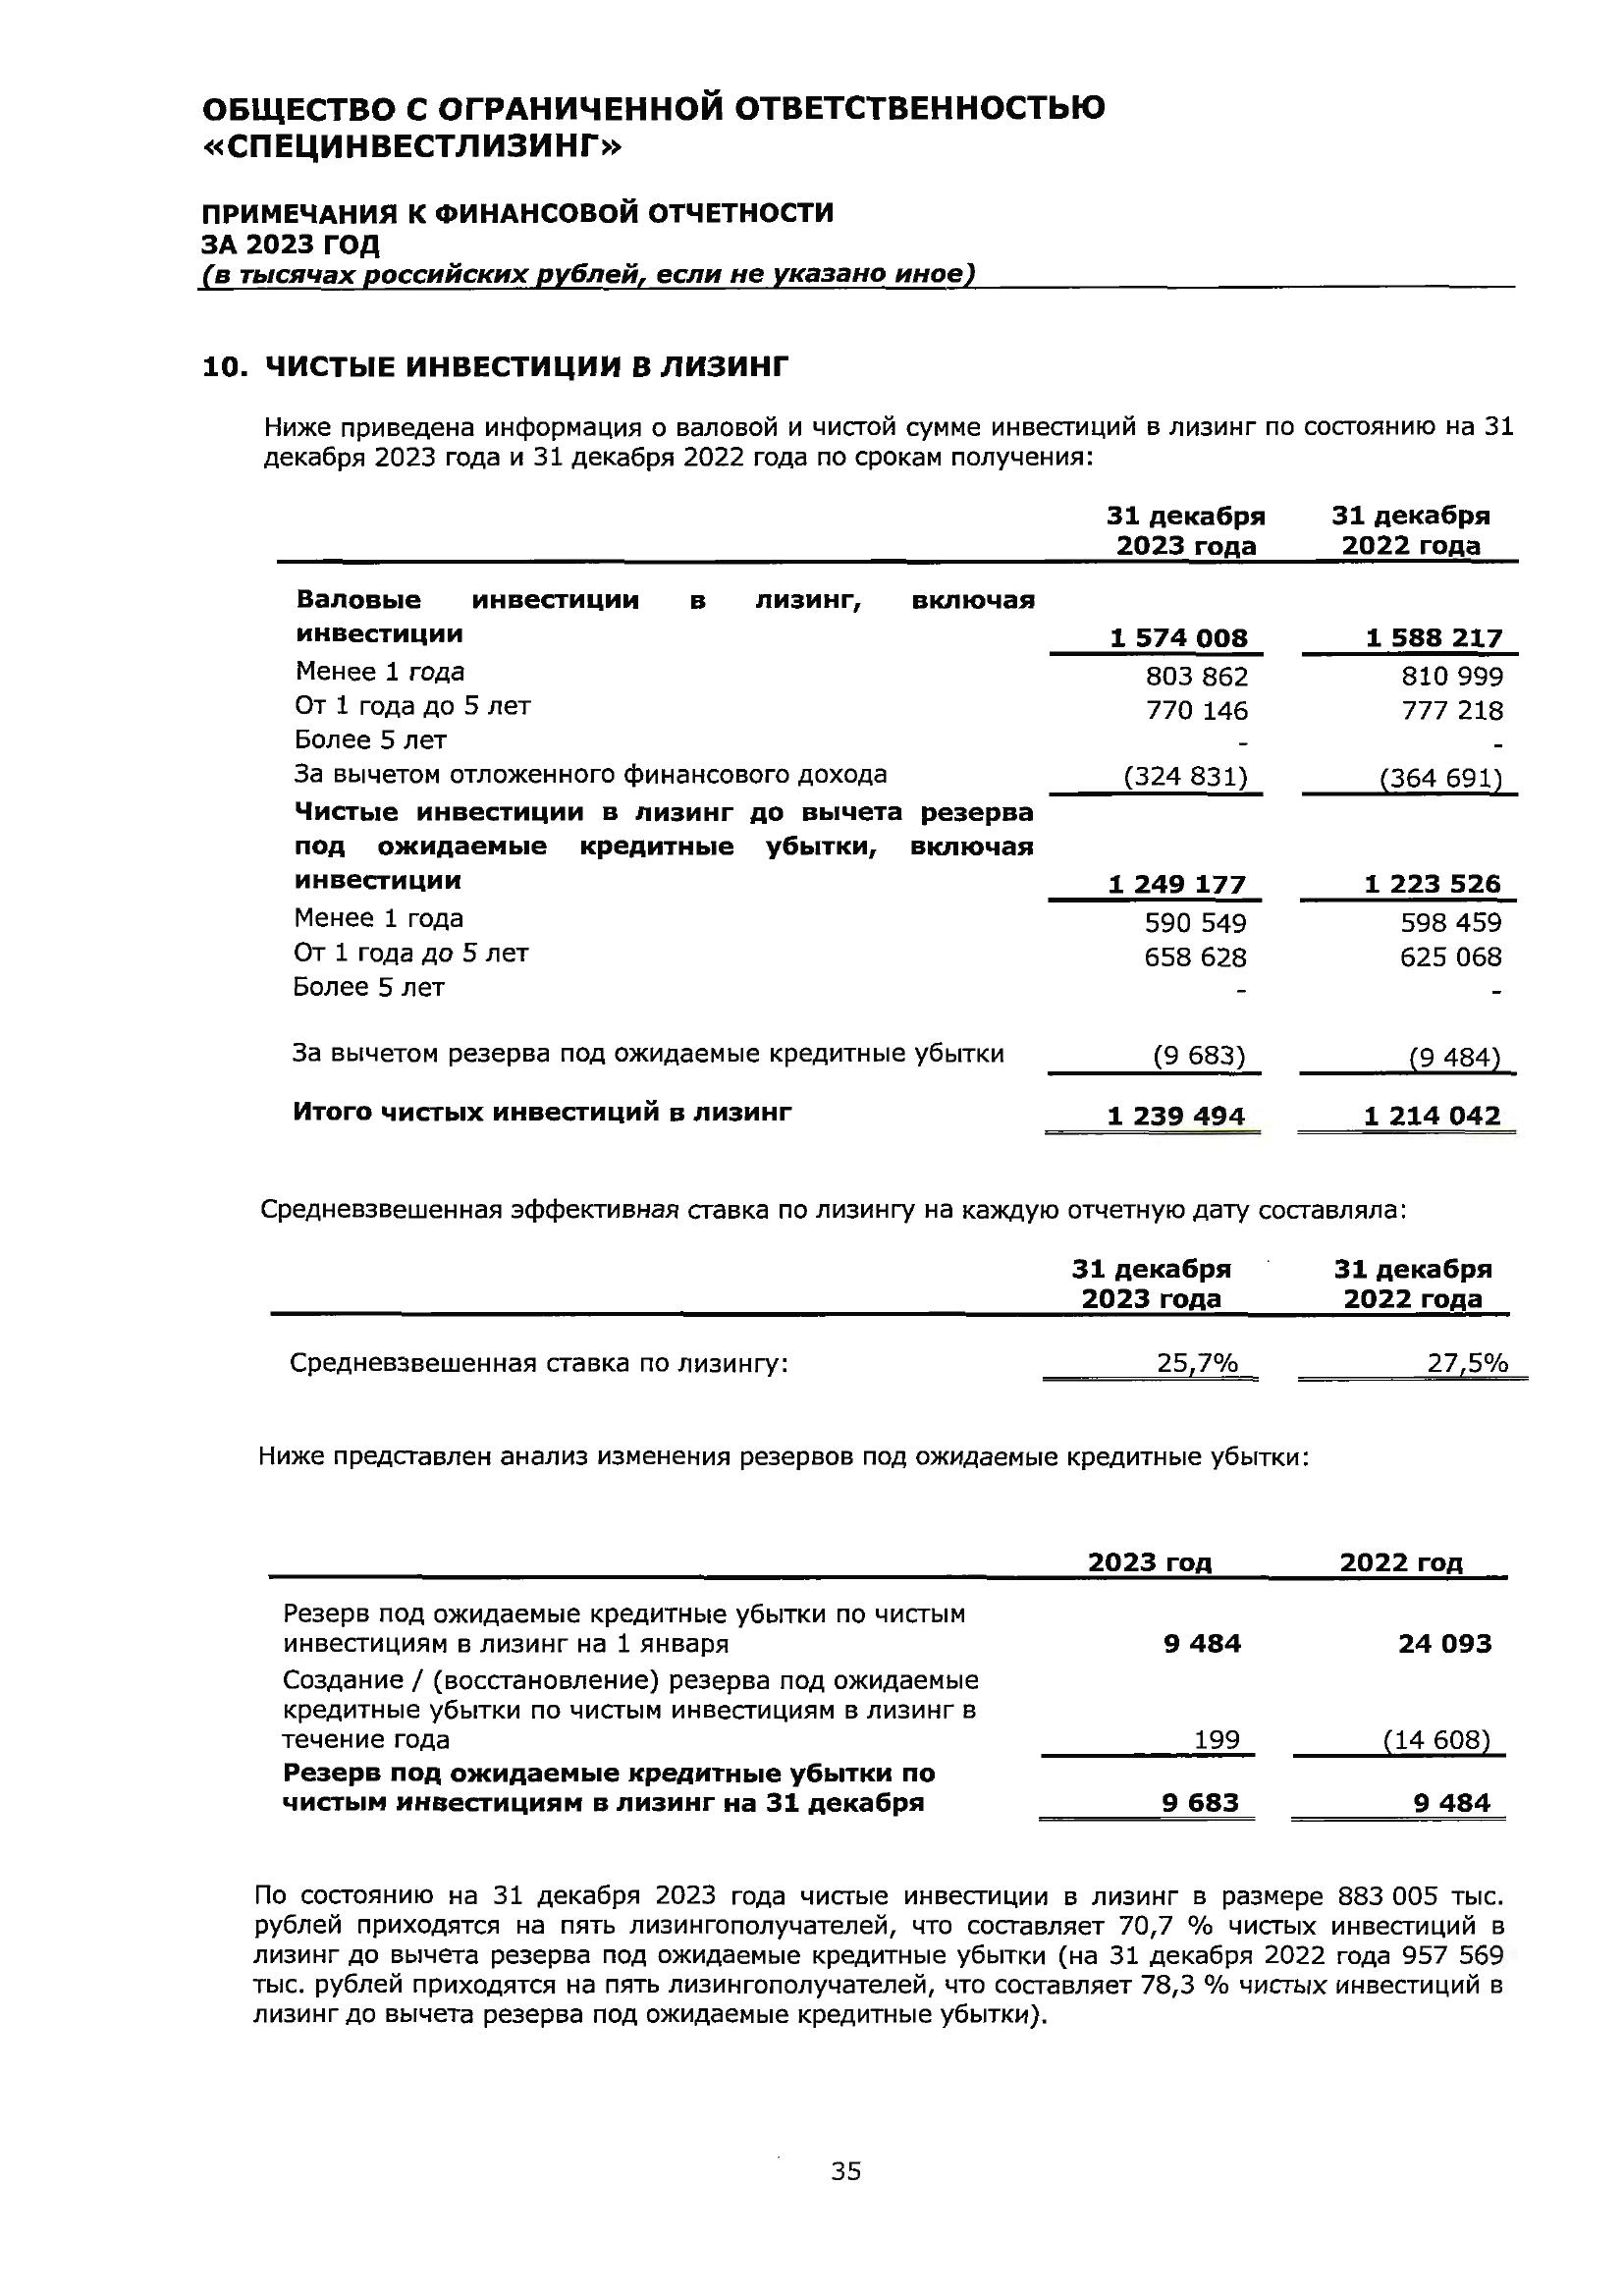 ОБЩЕСТВО С ОГРАНИЧЕННОЙ ОТВЕТСТВЕННОСТЬЮ
«СПЕЦИНВЕСТЛИЗИНГ»
ПРИМЕЧАНИЯ К ФИНАНСОВОЙ ОТЧЕТНОСТИ
ЗА 2023 ГОД
(в тысячах российских рублей, если не указано иное)
10. ЧИСТЫЕ ИНВЕСТИЦИИ В ЛИЗИНГ
Ниже приведена информация о валовой и чистой сумме инвестиций в лизинг по состоянию на 31
декабря 2023 года и 31 декабря 2022 года по срокам получения:
31 декабря 31 декабря
2023 года 2022 года
Валовые инвестиции в лизинг, включая
инвестиции 1 574 008 1 588 217
Менее 1 года 803 862 810 999
От 1 года до 5 лет 770 146 777 218
Более 5 лет - -
За вычетом отложенного финансового дохода (324 831) (364 691)
Чистые инвестиции в лизинг до вычета резерва
под ожидаемые кредитные убытки, включая
инвестиции 1 249 177 1 223 526
Менее 1 года 590 549 598 459
От 1 года до 5 лет 658 628 625 068
Более 5 лет - -
За вычетом резерва под ожидаемые кредитные убытки (9 683) (9 484)
Итого чистых инвестиций в лизинг 1 239 494 1 214 042
Средневзвешенная эффективная ставка по лизингу на каждую отчетную дату составляла:
31 декабря 31 декабря
2023 года 2022 года
Средневзвешенная ставка по лизингу: 25,7% 27,5%
Ниже представлен анализ изменения резервов под ожидаемые кредитные убытки:
2023 год 2022 год
Резерв под ожидаемые кредитные убытки по чистым
инвестициям в лизинг на 1 января 9 484 24 093
Создание / (восстановление) резерва под ожидаемые
кредитные убытки по чистым инвестициям в лизинг в
течение года 199 (14 608)
Резерв под ожидаемые кредитные убытки по
чистым инвестициям в лизинг на 31 декабря 9 683 9 484
По состоянию на 31 декабря 2023 года чистые инвестиции в лизинг в размере 883 005 тыс.
рублей приходятся на пять лизингополучателей, что составляет 70,7 % чистых инвестиций в
лизинг до вычета резерва под ожидаемые кредитные убытки (на 31 декабря 2022 года 957 569
тыс. рублей приходятся на пять лизингополучателей, что составляет 78,3 % чистых инвестиций в
лизинг до вычета резерва под ожидаемые кредитные убытки).
35